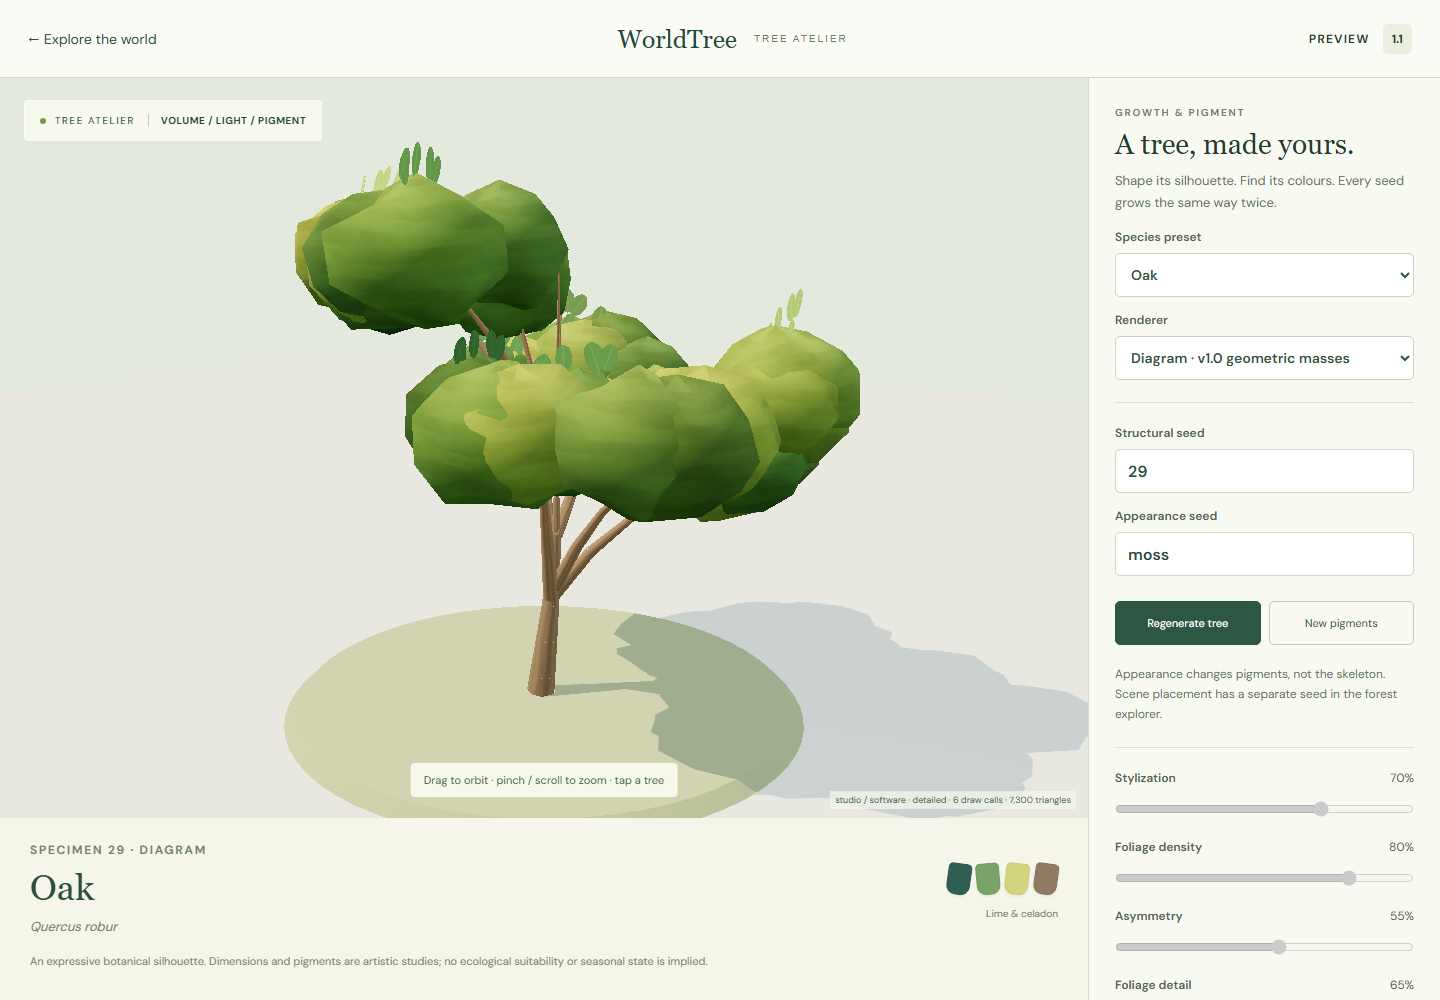 ← Explore the world
WorldTree TREE ATELIER
PREVIEW 1.1
TREE ATELIER VOLUME / LIGHT / PIGMENT
Drag to orbit · pinch / scroll to zoom · tap a tree
studio / software · detailed · 6 draw calls · 7,300 triangles
SPECIMEN 29 · DIAGRAM
Oak
Quercus robur
An expressive botanical silhouette. Dimensions and pigments are artistic studies; no ecological suitability or seasonal state is implied.
Lime & celadon
GROWTH & PIGMENT
A tree, made yours.
Shape its silhouette. Find its colours. Every seed
grows the same way twice.
Species preset
Oak
Renderer
Diagram · v1.0 geometric masses
Structural seed
29
Appearance seed
moss
Regenerate tree New pigments
Appearance changes pigments, not the skeleton.
Scene placement has a separate seed in the forest
explorer.
Stylization 70%
Foliage density 80%
Asymmetry 55%
Foliage detail 65%